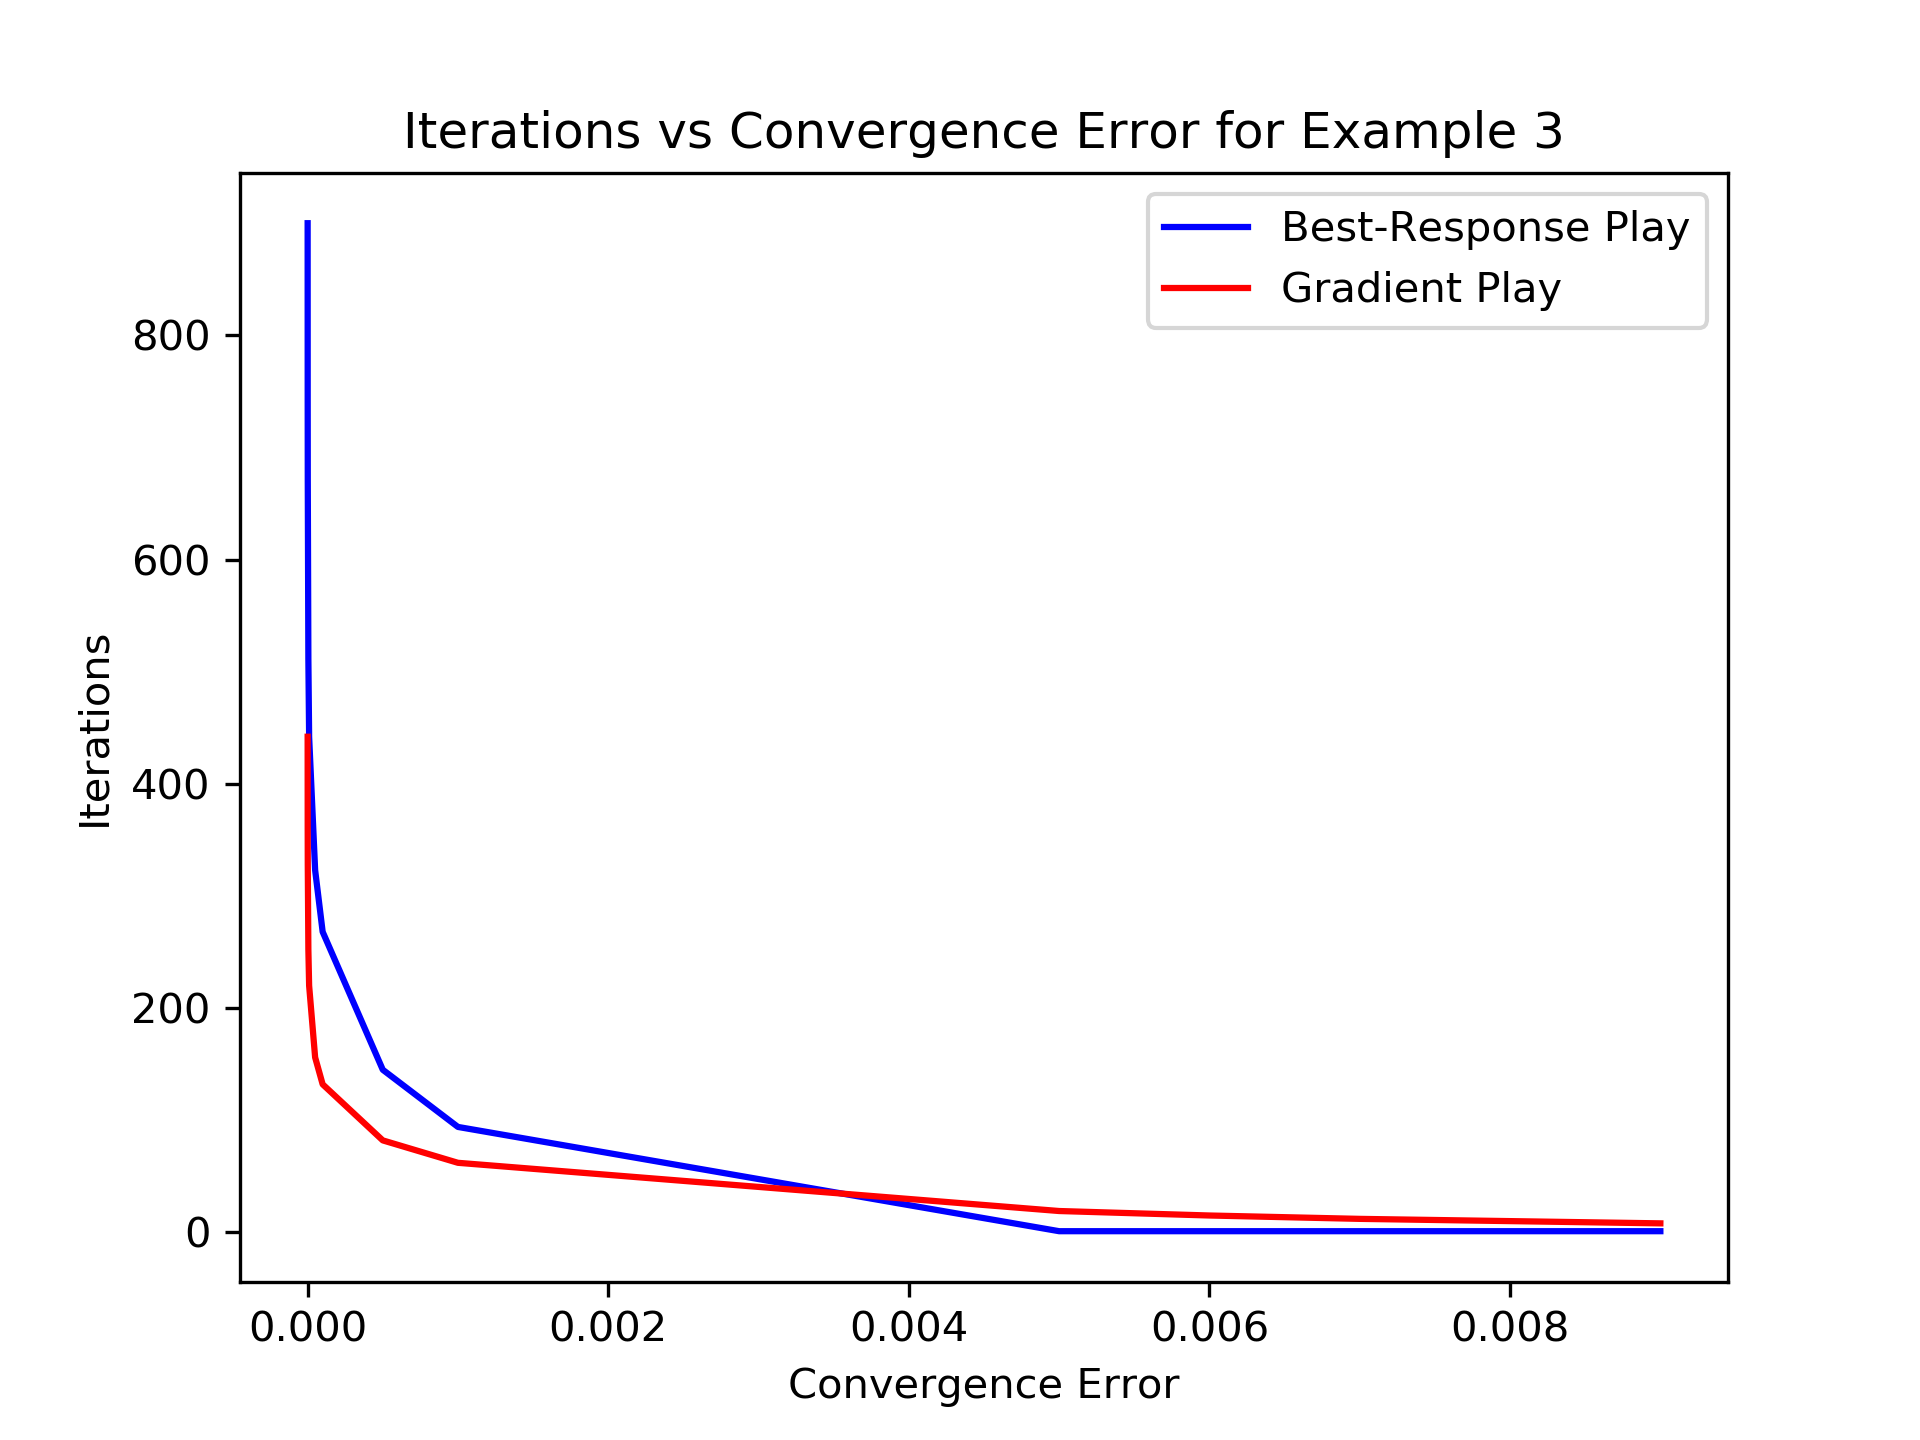 Iterations vs Convergence Error for Example 3
Best-Response Play
Gradient Play
800
600
400
200
0
Iterations
0.000 0.002 0.004 0.006 0.008
Convergence Error